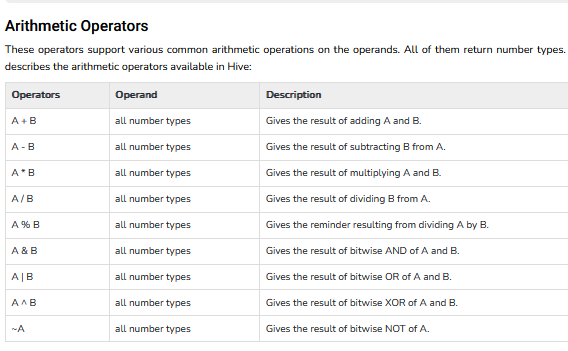 Arithmetic Operators
These operators support various common arithmetic operations on the operands. All of them return number types.
describes the arithmetic operators available in Hive:
Operators Operand Description
A + B all number types Gives the result of adding A and B.
A - B all number types Gives the result of subtracting B from A.
A * B all number types Gives the result of multiplying A and B.
A / B all number types Gives the result of dividing B from A.
A % B all number types Gives the reminder resulting from dividing A by B.
A & B all number types Gives the result of bitwise AND of A and B.
A | B all number types Gives the result of bitwise OR of A and B.
A ^ B all number types Gives the result of bitwise XOR of A and B.
~A all number types Gives the result of bitwise NOT of A.